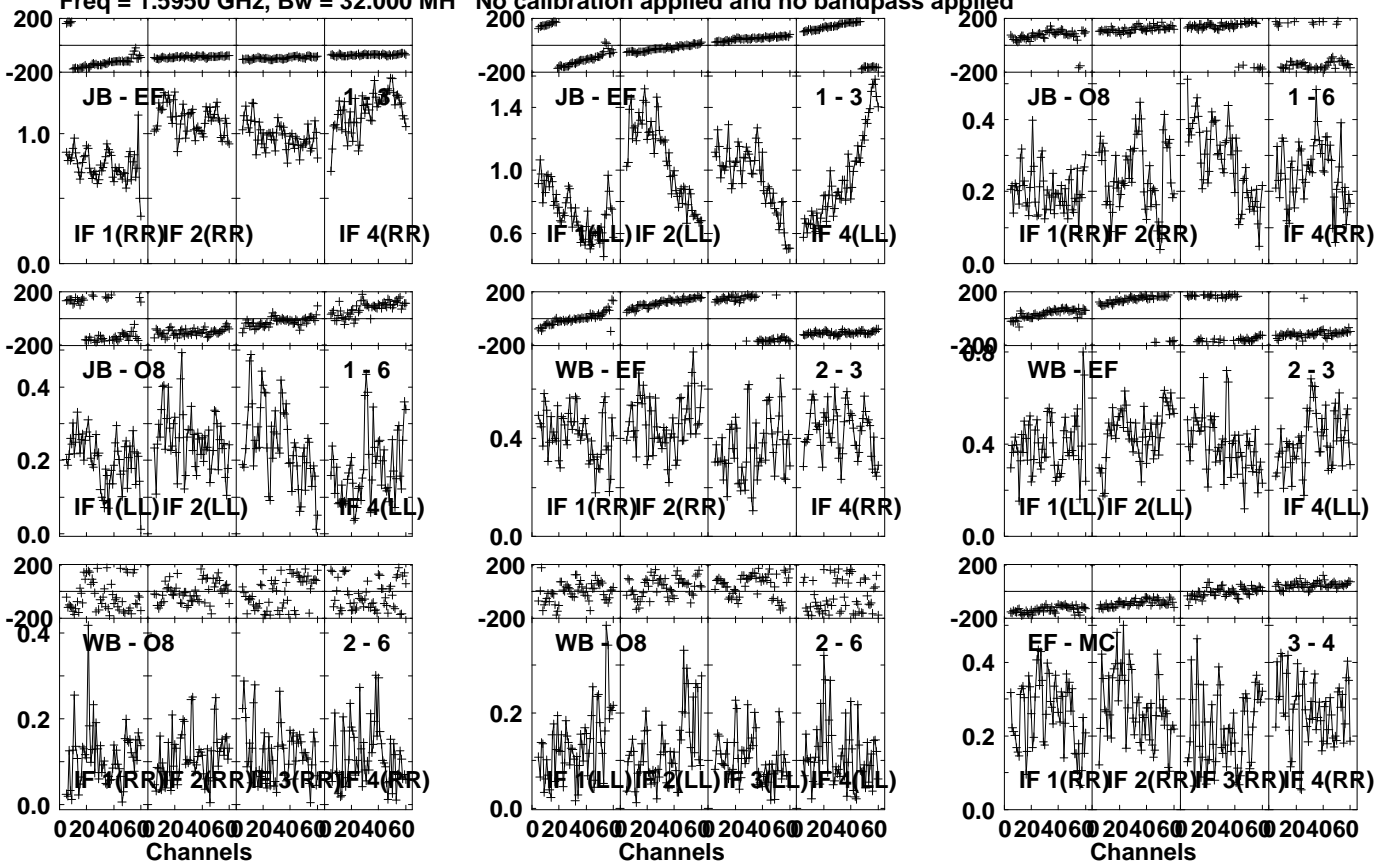 Freq = 1.5950 GHz, Bw = 32.000 MH No calibration applied and no bandpass applied
200
-200
JB - EF 1 - 3
1.0
IF 1(RR) IF 2(RR) IF 4(RR)
0.0
JB - EF 1 - 3
1.4
1.0
0.6
IF 1(LL) IF 2(LL) IF 4(LL)
200
-200
JB - O8 1 - 6
0.4
0.2
IF 1(RR) IF 2(RR) IF 4(RR)
0.0
200
-200
JB - O8 1 - 6
0.4
0.2
IF 1(LL) IF 2(LL) IF 4(LL)
0.0
200
-200
WB - EF 2 - 3
0.4
IF 1(RR) IF 2(RR) IF 4(RR)
0.0
200
-200
0.8
WB - EF 2 - 3
0.4
IF 1(LL) IF 2(LL) IF 4(LL)
0.0
200
-200
0.4
WB - O8 2 - 6
0.2
IF 1(RR) IF 2(RR) IF 3(RR) IF 4(RR)
0.0
0 20 40 60 0 20 40 60 0 20 40 60 0 20 40 60
Channels
200
-200
WB - O8 2 - 6
0.2
IF 1(LL) IF 2(LL) IF 3(LL) IF 4(LL)
0.0
0 20 40 60 0 20 40 60 0 20 40 60 0 20 40 60
Channels
200
-200
EF - MC 3 - 4
0.4
0.2
IF 1(RR) IF 2(RR) IF 3(RR) IF 4(RR)
0.0
0 20 40 60 0 20 40 60 0 20 40 60 0 20 40 60
Channels